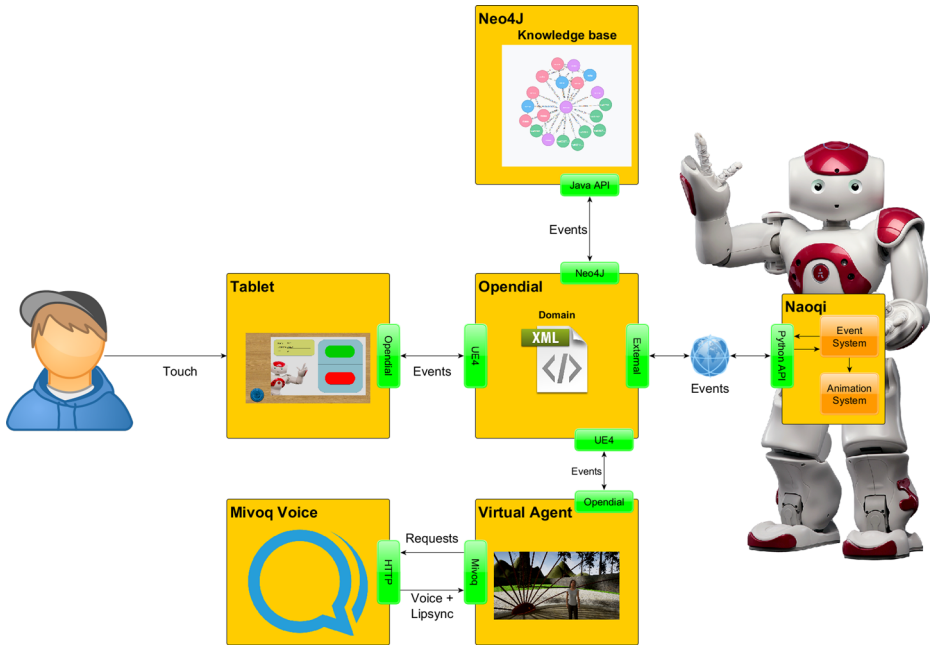 Neo4J
Knowledge base
Java API
Events
Neo4J
Tablet
Opendial
Touch
Events
UE4
Opendial
Domain
XML
</>
External
UE4
Events
Events
Naoqi
Python API
Event
System
Animation
System
Mivoq Voice
HTTP
Requests
Voice +
Lipsync
Virtual Agent
Opendial
Mivoq